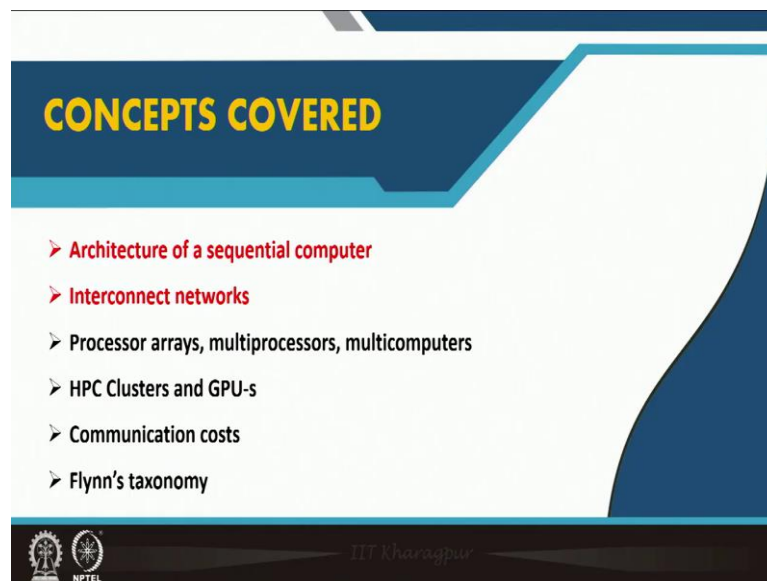 CONCEPTS COVERED
➤ Architecture of a sequential computer
➤ Interconnect networks
➤ Processor arrays, multiprocessors, multicomputers
➤ HPC Clusters and GPU-s
➤ Communication costs
➤ Flynn's taxonomy
IIT Kharagpur
NPTEL